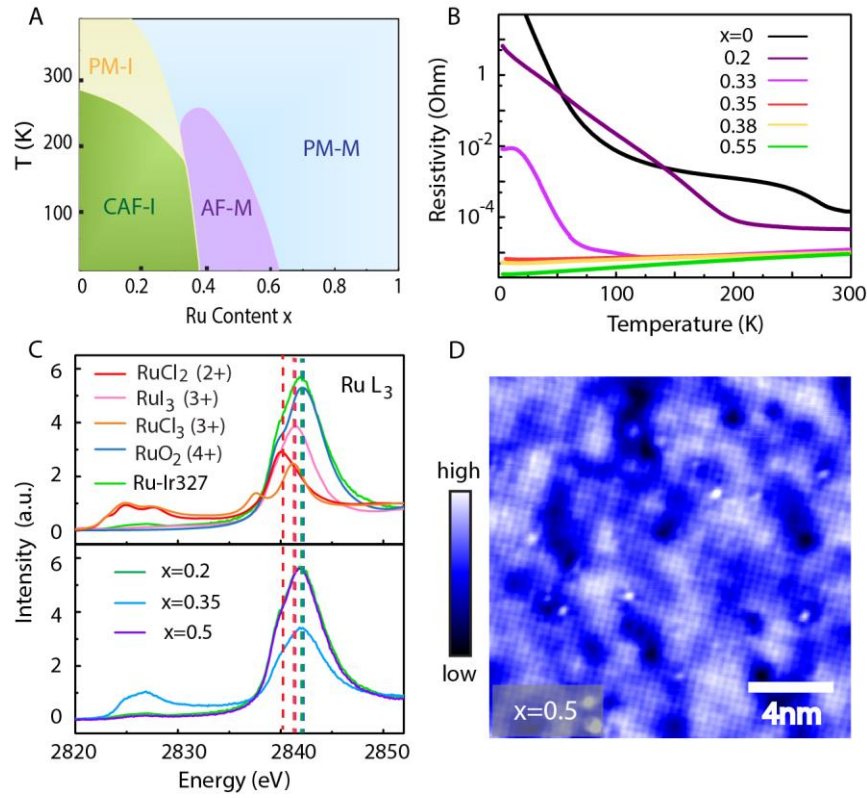 A
T (K)
300
200
100
PM-I
CAF-I
AF-M
PM-M
0
0.2
0.4
0.6
0.8
1
Ru Content x
B
Resistivity (Ohm)
1
10-2
10-4
x=0
0.2
0.33
0.35
0.38
0.55
0
100
200
300
Temperature (K)
C
Intensity (a.u.)
6
4
2
0
RuCl2 (2+)
RuI3 (3+)
RuCl3 (3+)
RuO2 (4+)
Ru-Ir327
Ru L3
6
4
2
0
x=0.2
x=0.35
x=0.5
2820
2830
2840
2850
Energy (eV)
D
high
low
x=0.5
4nm